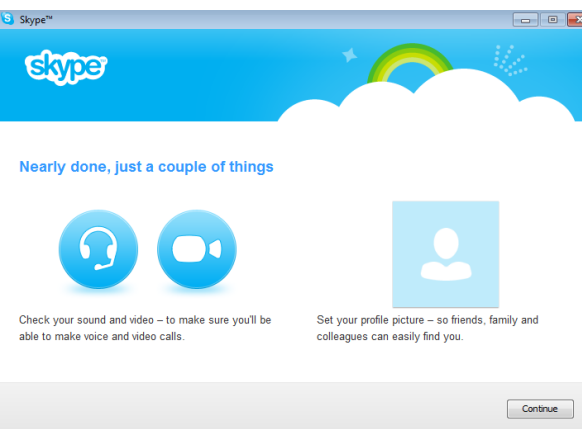 Skype™
skype™
Nearly done, just a couple of things
Check your sound and video – to make sure you'll be
able to make voice and video calls.
Set your profile picture – so friends, family and
colleagues can easily find you.
Continue